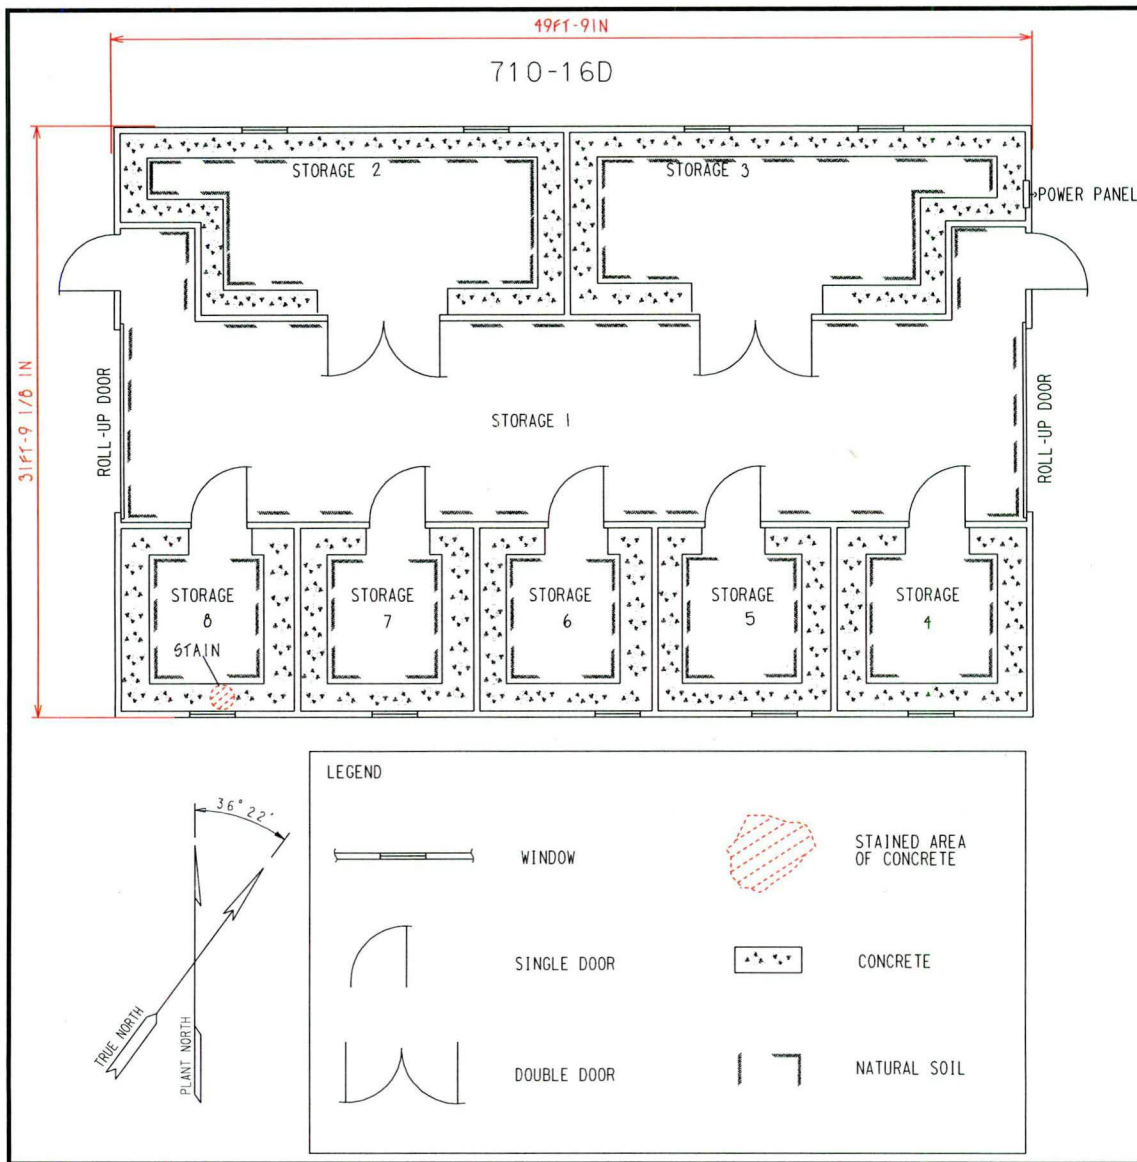 49FT-9IN
710-16D
STORAGE 2
STORAGE 3
POWER PANEL
31FT-9 1/8 IN
ROLL-UP DOOR
STORAGE 1
ROLL-UP DOOR
STORAGE
8
STORAGE
7
STORAGE
6
STORAGE
5
STORAGE
4
STAIN
LEGEND
36° 22'
WINDOW
STAINED AREA
OF CONCRETE
SINGLE DOOR
CONCRETE
TRUE NORTH
PLANT NORTH
DOUBLE DOOR
NATURAL SOIL